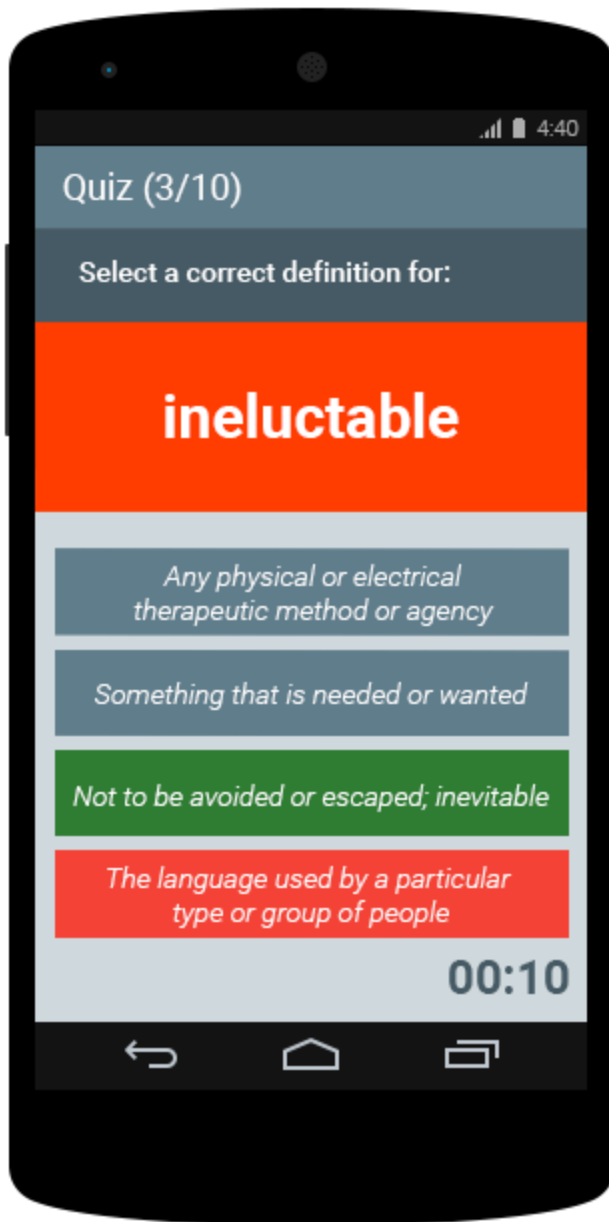 4:40
Quiz (3/10)
Select a correct definition for:
ineluctable
Any physical or electrical
therapeutic method or agency
Something that is needed or wanted
Not to be avoided or escaped; inevitable
The language used by a particular
type or group of people
00:10